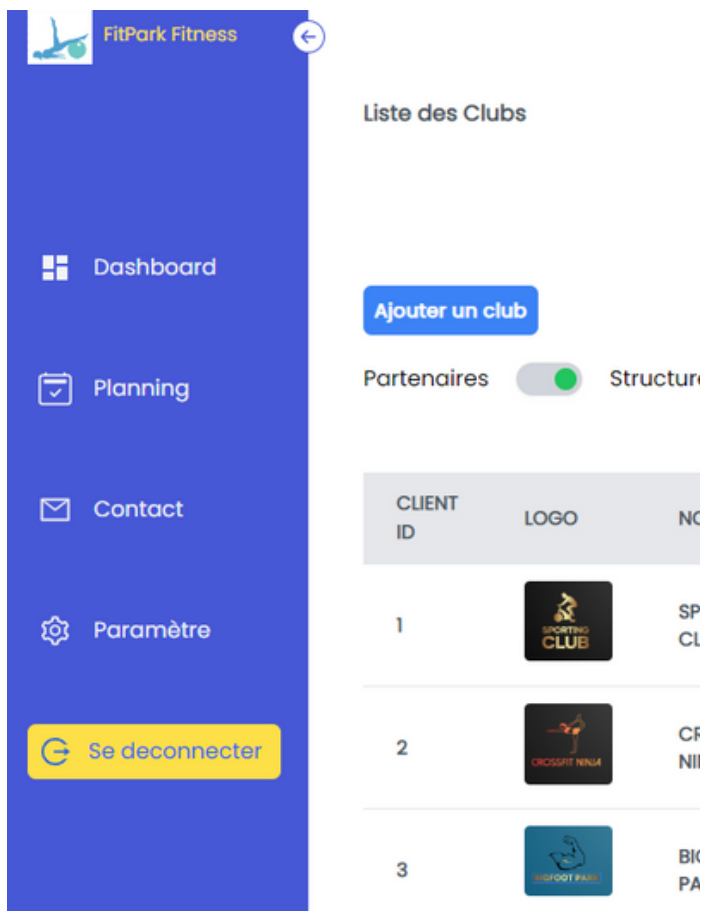 FitPark Fitness
Liste des Clubs
Dashboard
Ajouter un club
Planning
Partenaires
Contact
CLIENT
ID
LOGO
1
SPORTING
CLUB
Paramètre
Se deconnecter
2
CROSSFIT NINJA
3
BIGFOOT PARK